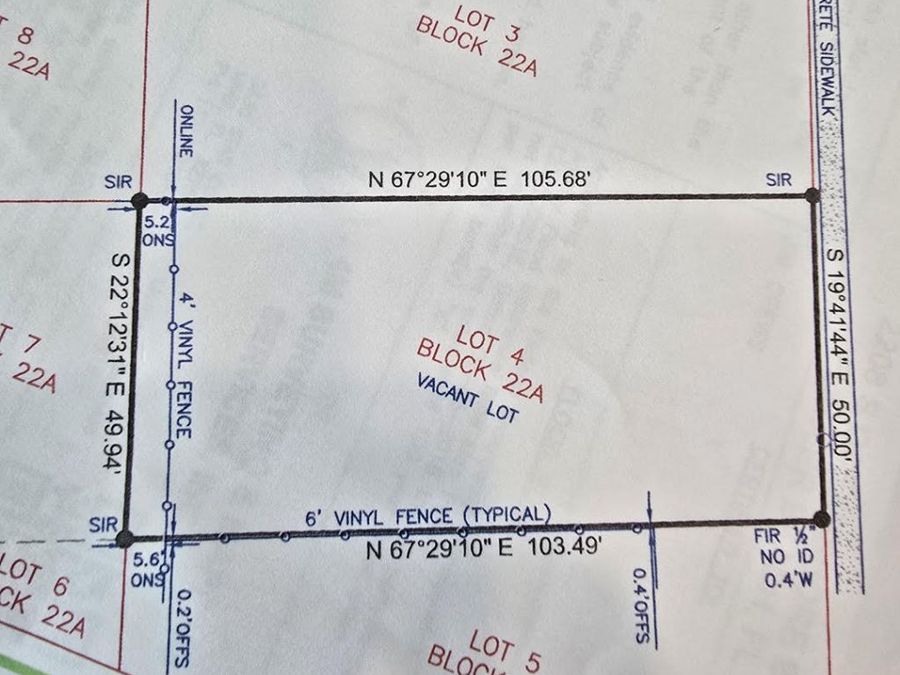 LOT 3
BLOCK 22A
8
22A
RETE SIDEWALK
ONLINE
SIR
N 67°29'10" E 105.68'
SIR
5.2
ONS
S 22°12'31" E 49.94'
4' VINYL FENCE
S 19°41'44" E 50.00'
T 7
22A
LOT 4
BLOCK 22A
VACANT LOT
SIR
6' VINYL FENCE (TYPICAL)
N 67°29'10" E 103.49'
FIR ½"
NO ID
0.4'W
5.6'
ONS
0.2'OFFS
0.4'OFFS
LOT 6
CK 22A
LOT 5
BLOC